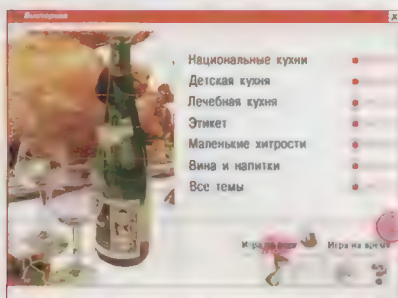 Викторина
Национальные кухни
Детская кухня
Лечебная кухня
Этикет
Маленькие хитрости
Вина и напитки
Все темы
Игра на время